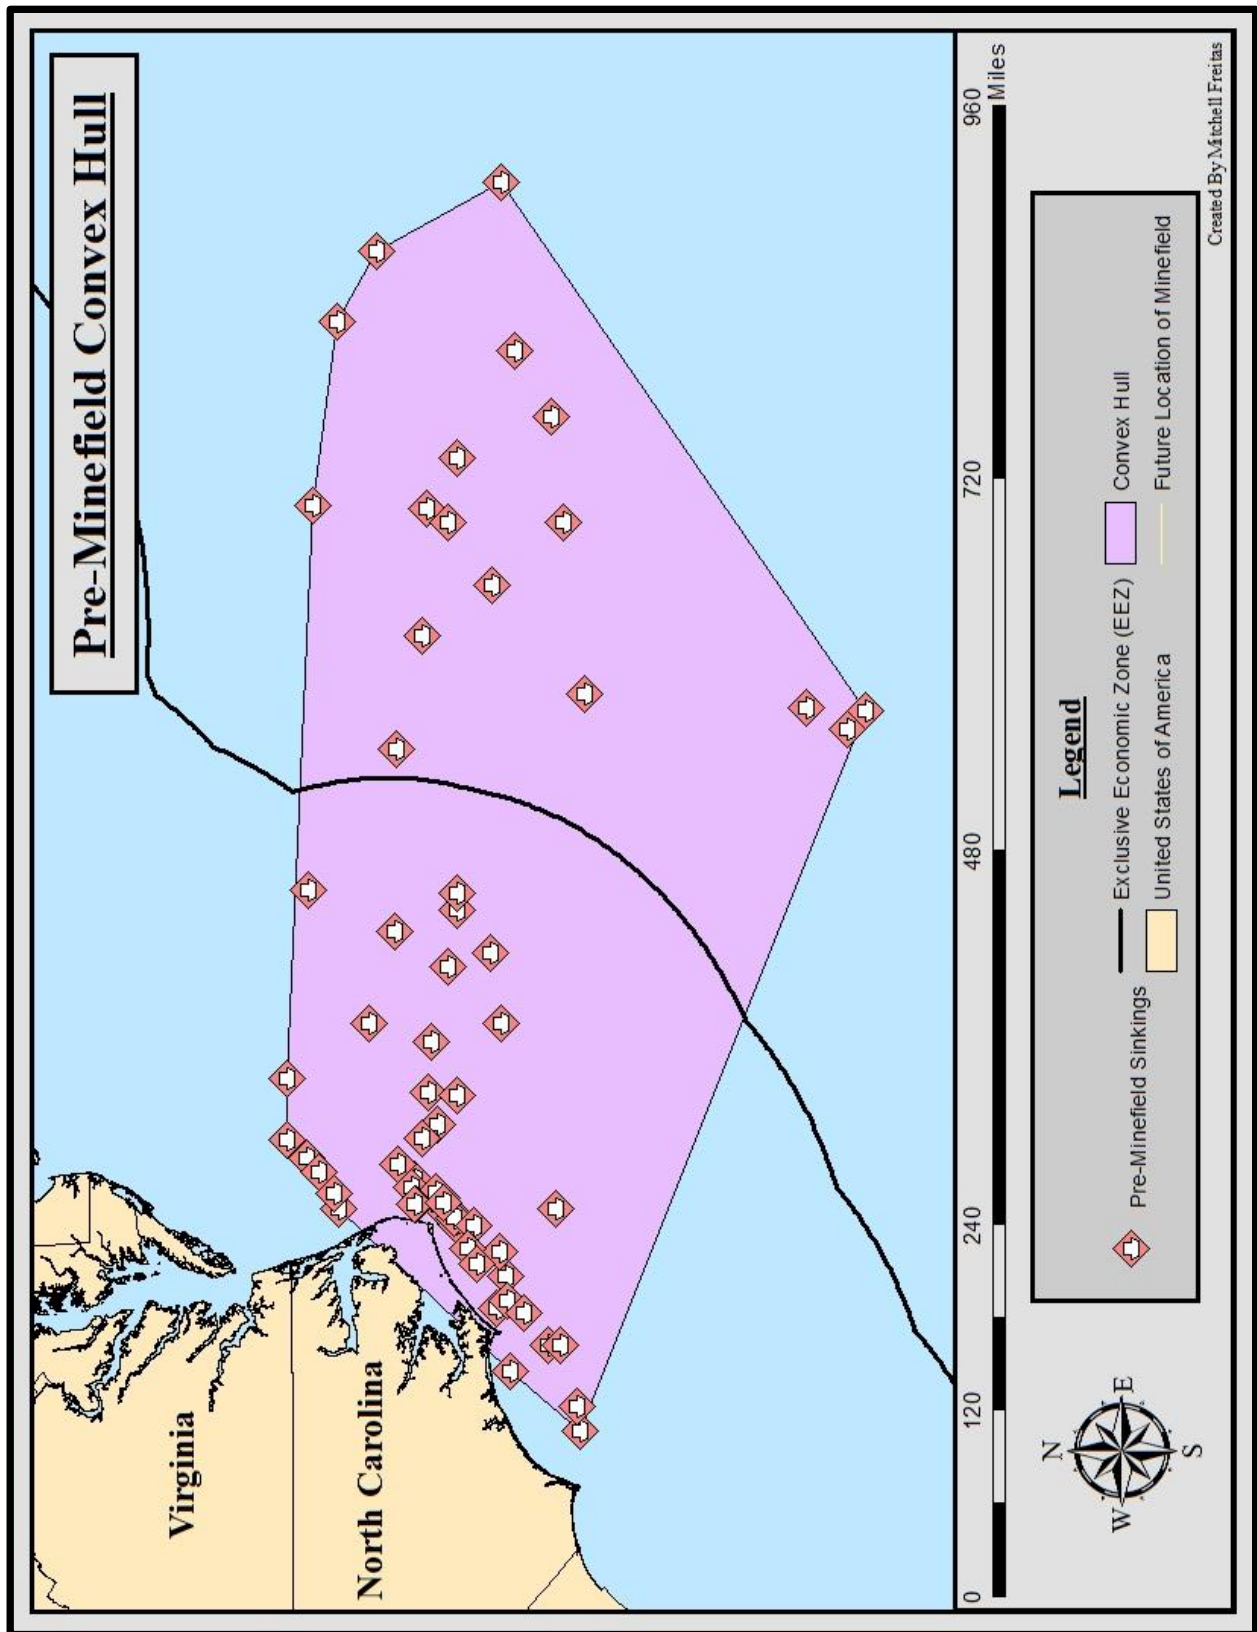 Pre-Minefield Convex Hull
Virginia
North Carolina
0 120 240 480 720 960
Miles
N
W E
S
Legend
Pre-Minefield Sinkings
Exclusive Economic Zone (EEZ)
Convex Hull
United States of America
Future Location of Minefield
Created By Mitchell Freitas